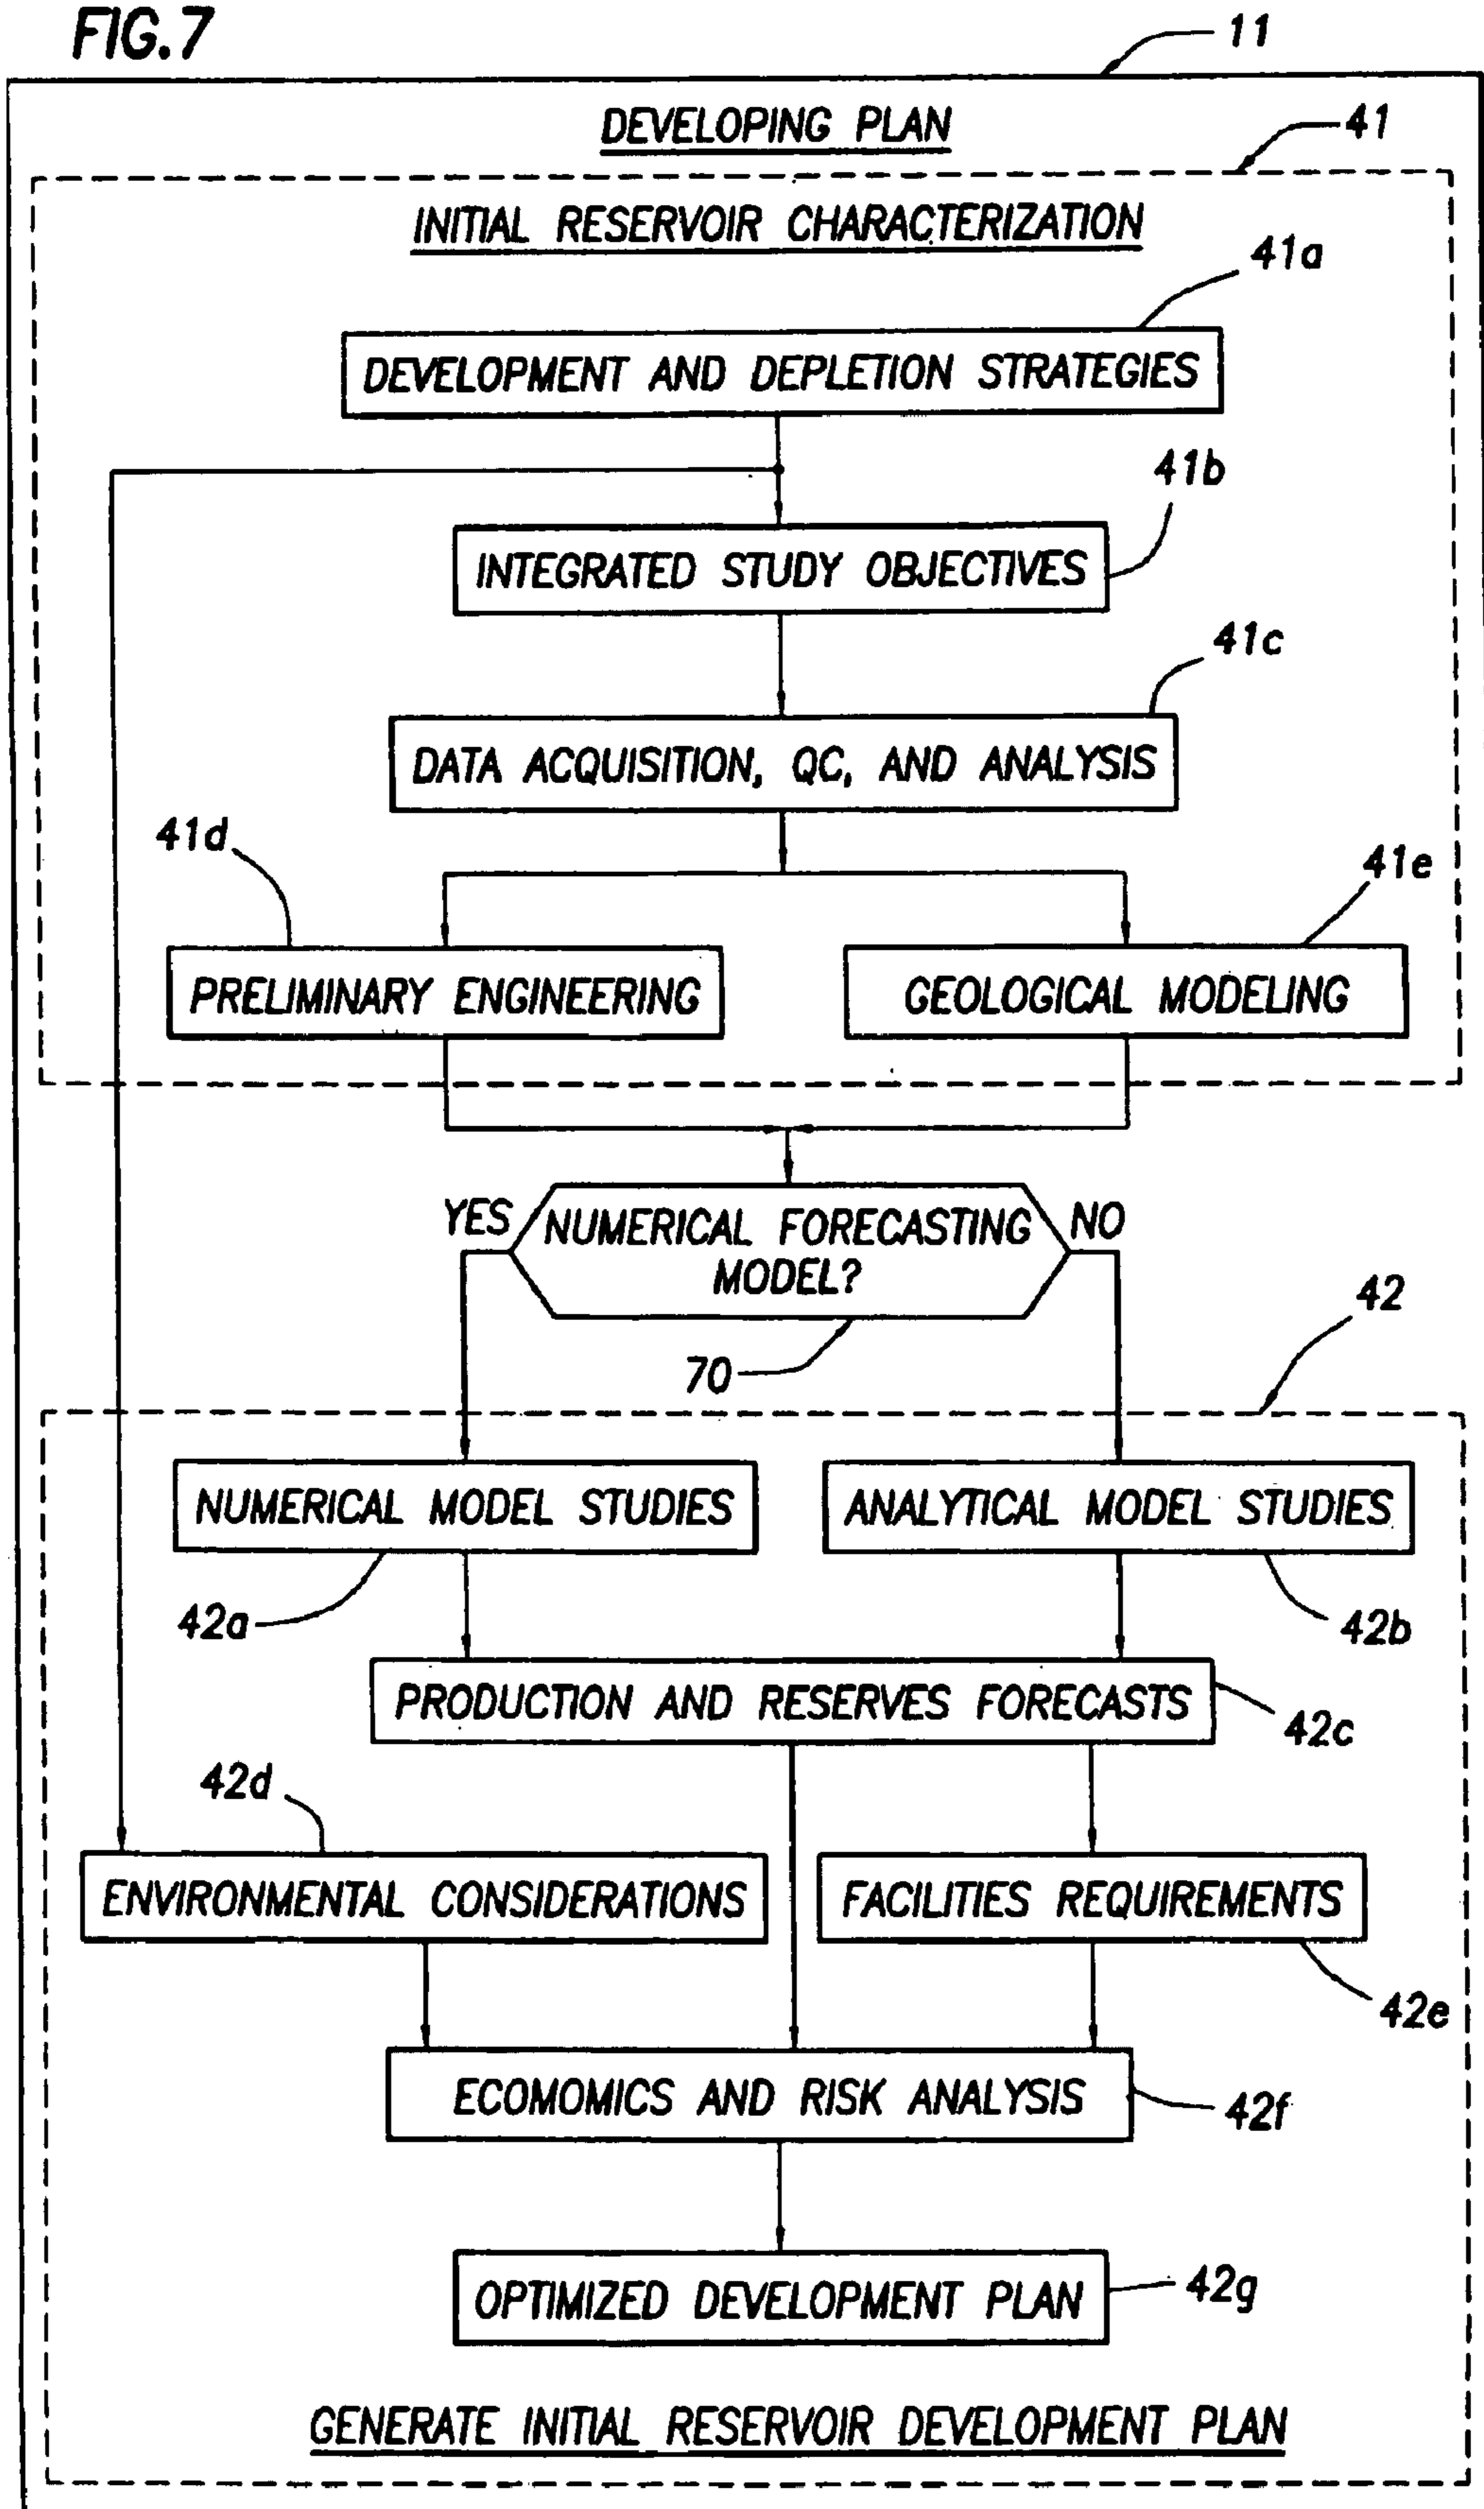 FIG.7
11
DEVELOPING PLAN
41
INITIAL RESERVOIR CHARACTERIZATION
41a
DEVELOPMENT AND DEPLETION STRATEGIES
41b
INTEGRATED STUDY OBJECTIVES
41c
DATA ACQUISITION, QC, AND ANALYSIS
41d
41e
PRELIMINARY ENGINEERING
GEOLOGICAL MODELING
YES
NUMERICAL FORECASTING
MODEL?
NO
70
42
NUMERICAL MODEL STUDIES
ANALYTICAL MODEL STUDIES
42a
42b
PRODUCTION AND RESERVES FORECASTS
42c
42d
ENVIRONMENTAL CONSIDERATIONS
FACILITIES REQUIREMENTS
42e
ECOMOMICS AND RISK ANALYSIS
42f
OPTIMIZED DEVELOPMENT PLAN
42g
GENERATE INITIAL RESERVOIR DEVELOPMENT PLAN